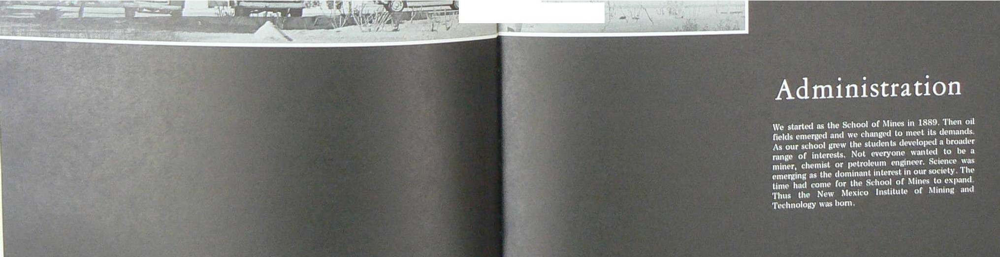 Administration
We started as the School of Mines in 1889. Then oil
fields emerged and we changed to meet its demands.
As our school grew the students developed a broader
range of interests. Not everyone wanted to be a
miner, chemist or petroleum engineer. Science was
emerging as the dominant interest in our society. The
time had come for the School of Mines to expand.
Thus the New Mexico Institute of Mining and
Technology was born.